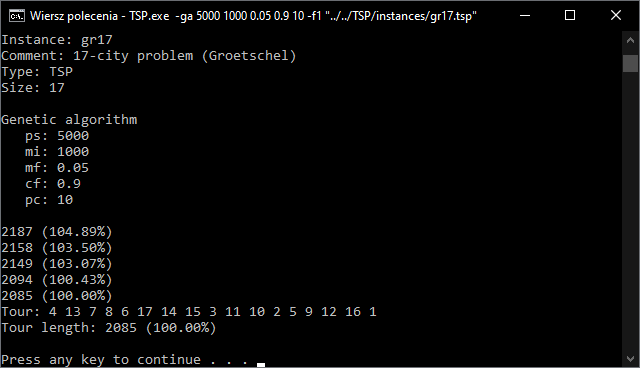 Wiersz polecenia - TSP.exe -ga 5000 1000 0.05 0.9 10 -f1 "../../TSP/instances/gr17.tsp"
Instance: gr17
Comment: 17-city problem (Groetschel)
Type: TSP
Size: 17
Genetic algorithm
ps: 5000
mi: 1000
mf: 0.05
cf: 0.9
pc: 10
2187 (104.89%)
2158 (103.50%)
2149 (103.07%)
2094 (100.43%)
2085 (100.00%)
Tour: 4 13 7 8 6 17 14 15 3 11 10 2 5 9 12 16 1
Tour length: 2085 (100.00%)
Press any key to continue . . .